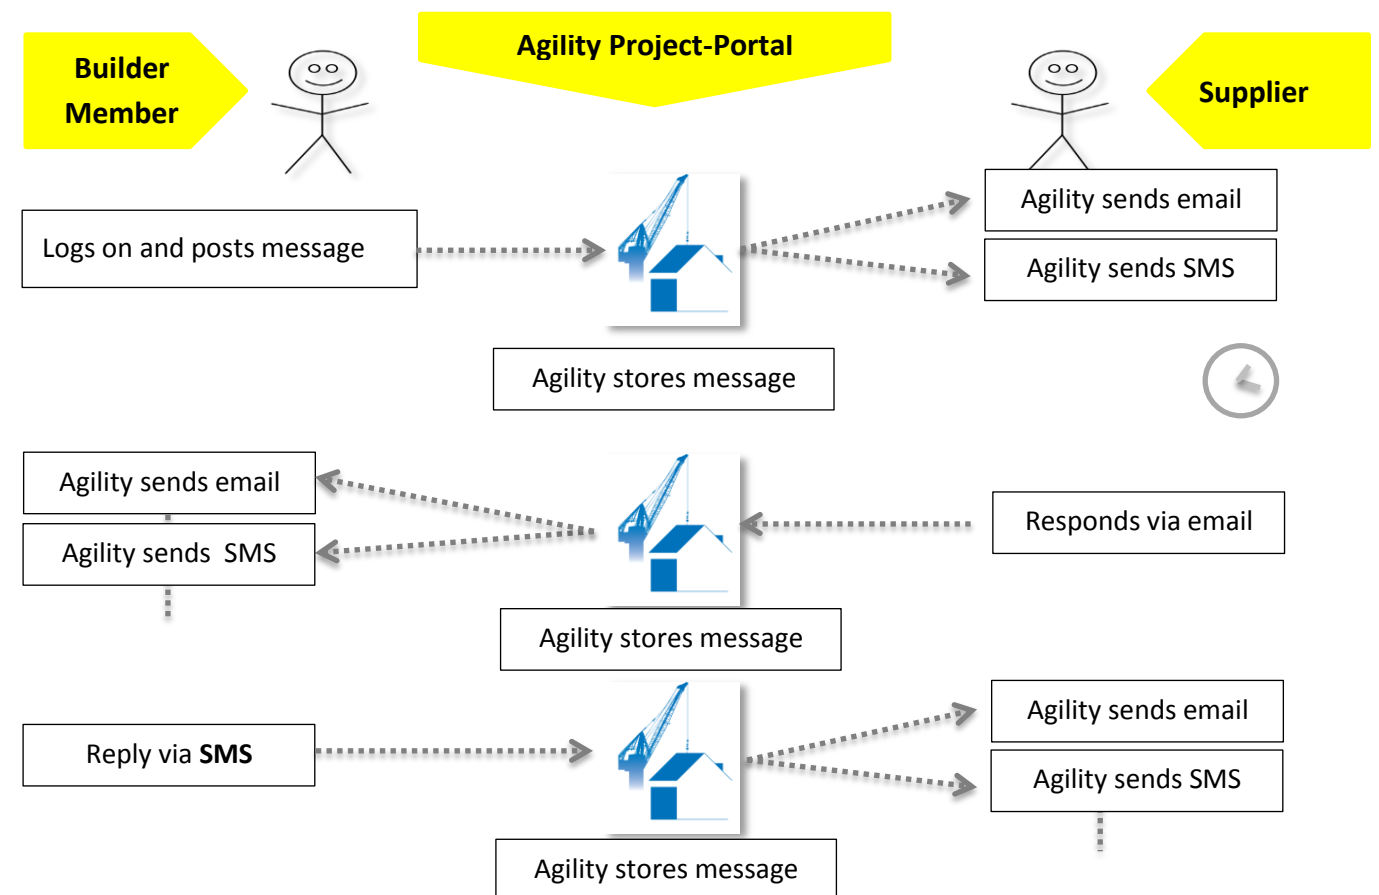 Builder
Member
Agility Project-Portal
Supplier
Logs on and posts message
Agility sends email
Agility sends SMS
Agility stores message
Agility sends email
Agility sends  SMS
Responds via email
Agility stores message
Reply via SMS
Agility sends email
Agility sends SMS
Agility stores message